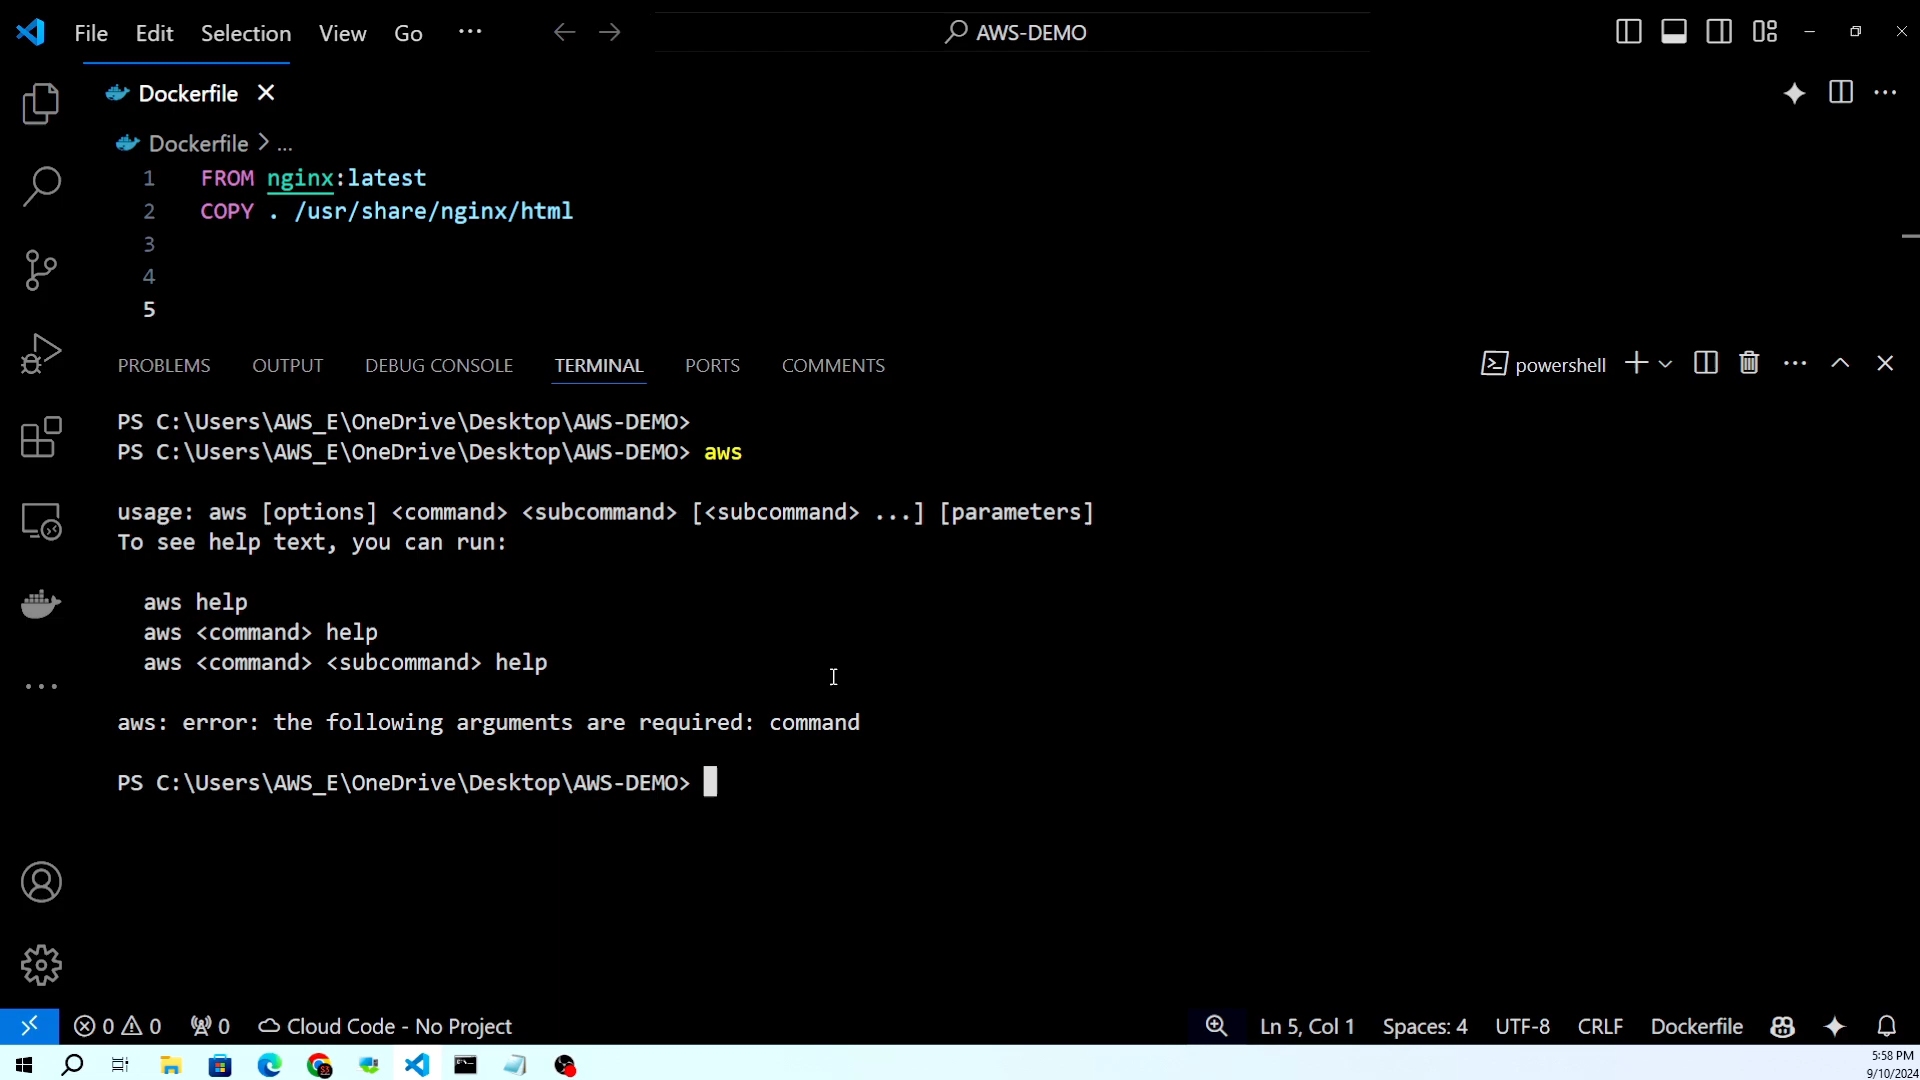 File Edit Selection View Go ... AWS-DEMO
Dockerfile
Dockerfile > ...
1 FROM nginx:latest
2 COPY . /usr/share/nginx/html
3
4
5
PROBLEMS OUTPUT DEBUG CONSOLE TERMINAL PORTS COMMENTS powershell
PS C:\Users\AWS_E\OneDrive\Desktop\AWS-DEMO>
PS C:\Users\AWS_E\OneDrive\Desktop\AWS-DEMO> aws
usage: aws [options] <command> <subcommand> [<subcommand> ...] [parameters]
To see help text, you can run:
aws help
aws <command> help
aws <command> <subcommand> help
aws: error: the following arguments are required: command
PS C:\Users\AWS_E\OneDrive\Desktop\AWS-DEMO>
0 0 0 Cloud Code - No Project Ln 5, Col 1 Spaces: 4 UTF-8 CRLF Dockerfile
5:58 PM
9/10/2024